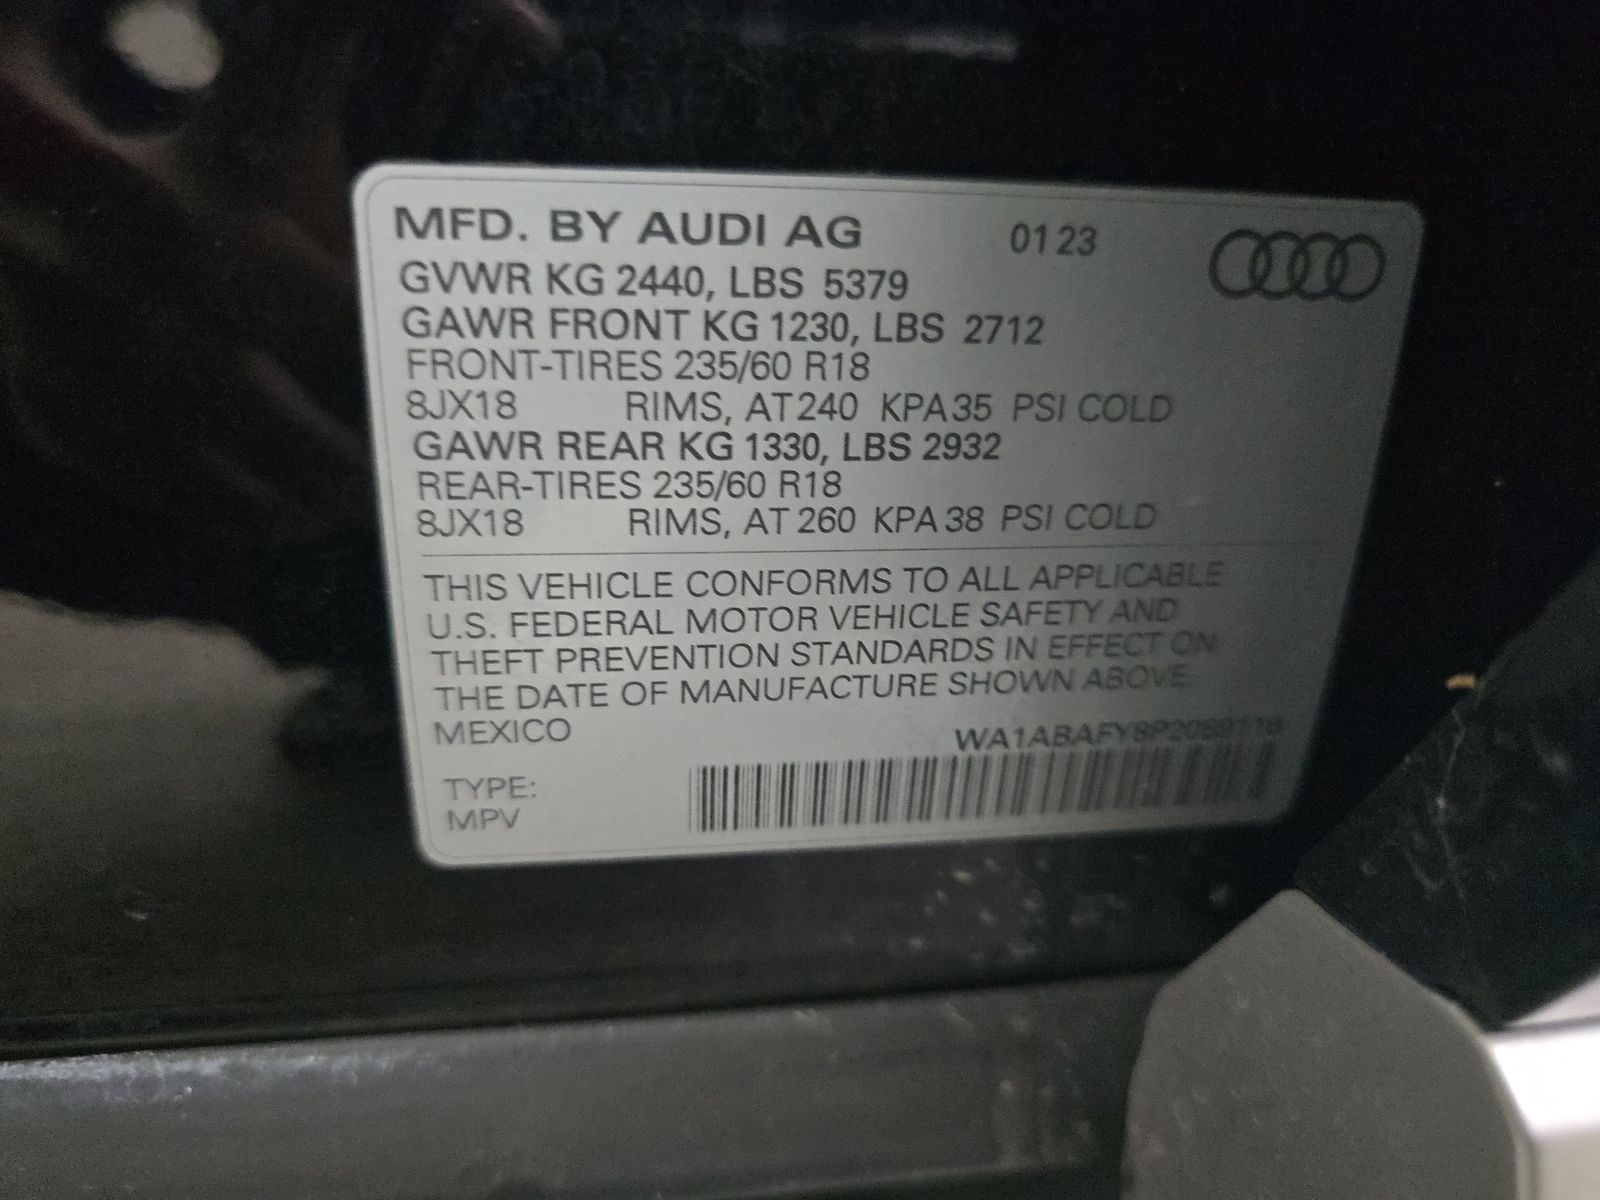 MFD. BY AUDI AG 01 23
GVWR KG 2440, LBS 5379
GAWR FRONT KG 1230, LBS 2712
FRONT-TIRES 235/60 R18
8JX18 RIMS, AT 240 KPA 35 PSI COLD
GAWR REAR KG 1330, LBS 2932
REAR-TIRES 235/60 R18
8JX18 RIMS, AT 260 KPA 38 PSI COLD
THIS VEHICLE CONFORMS TO ALL APPLICABLE
U.S. FEDERAL MOTOR VEHICLE SAFETY AND
THEFT PREVENTION STANDARDS IN EFFECT ON
THE DATE OF MANUFACTURE SHOWN ABOVE.
MEXICO
TYPE:
MPV